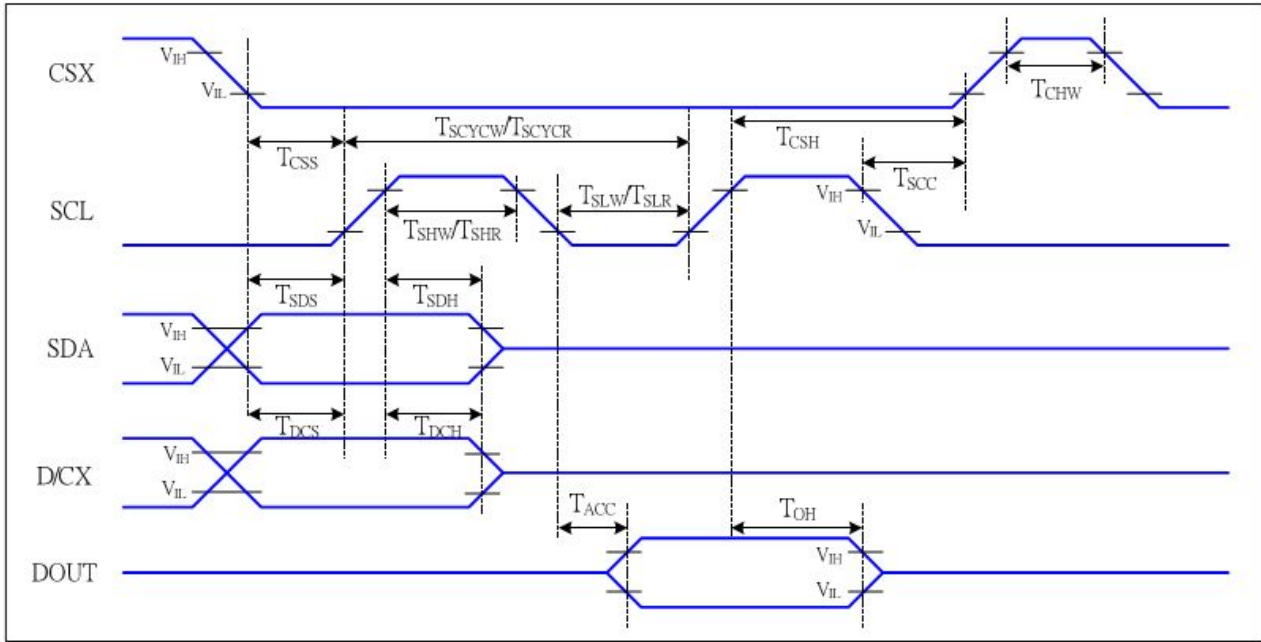 CSX
VIH
VIL
TCHW
TSCYCW/TSCYCR
TCSS
TCSH
TSCC
SCL
TSLW/TSLR
TSHW/TSHR
VIH
VIL
TSDS
TSDH
SDA
VIH
VIL
TDCS
TDCH
D/CX
VIH
VIL
TACC
TOH
DOUT
VIH
VIL